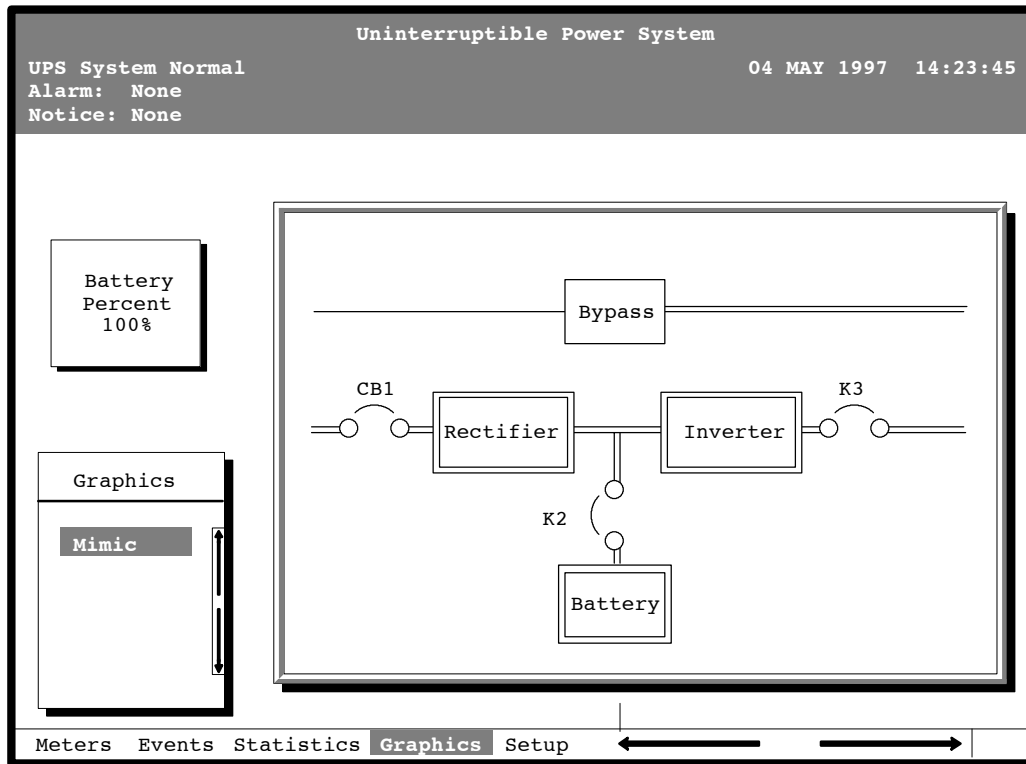 Uninterruptible Power System
UPS System Normal
04 MAY 1997 14:23:45
Alarm: None
Notice: None
Battery
Percent
100%
Bypass
CB1
K3
Rectifier
Inverter
K2
Battery
Graphics
Mimic
Meters Events Statistics Graphics Setup